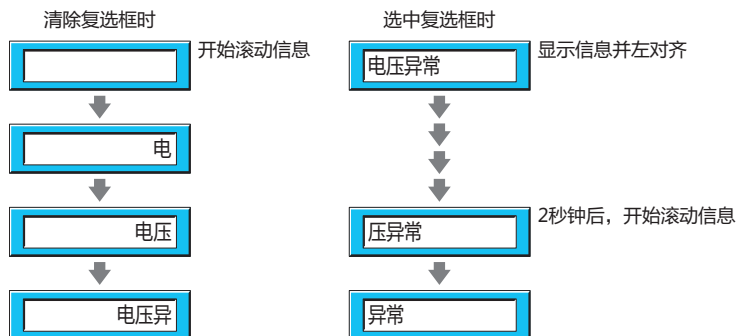 清除复选框时
开始滚动信息
电
电压
电压异
选中复选框时
电压异常
显示信息并左对齐
压异常
2秒钟后，开始滚动信息
异常